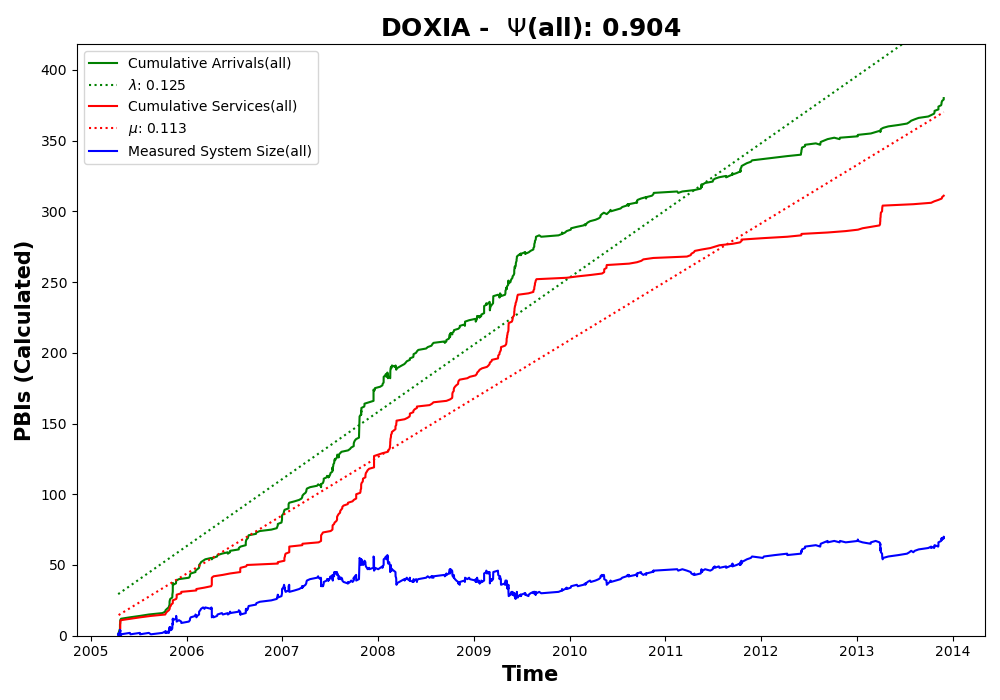 DOXIA - Ψ(all): 0.904
Cumulative Arrivals(all)
λ: 0.125
Cumulative Services(all)
μ: 0.113
Measured System Size(all)
PBIs (Calculated)
400
350
300
250
200
150
100
50
0
2005 2006 2007 2008 2009 2010 2011 2012 2013 2014
Time